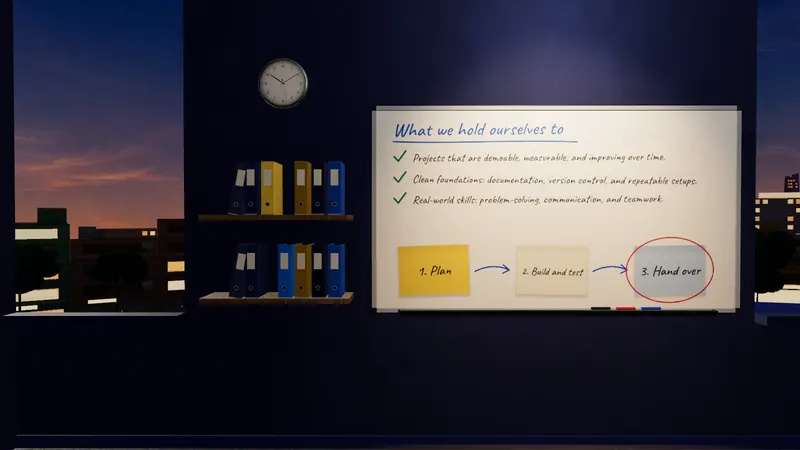 What we hold ourselves to
Projects that are demoable, measurable, and improving over time.
Clean foundations: documentation, version control, and repeatable setups.
Real-world skills: problem-solving, communication, and teamwork.
1. Plan
2. Build and test
3. Hand over